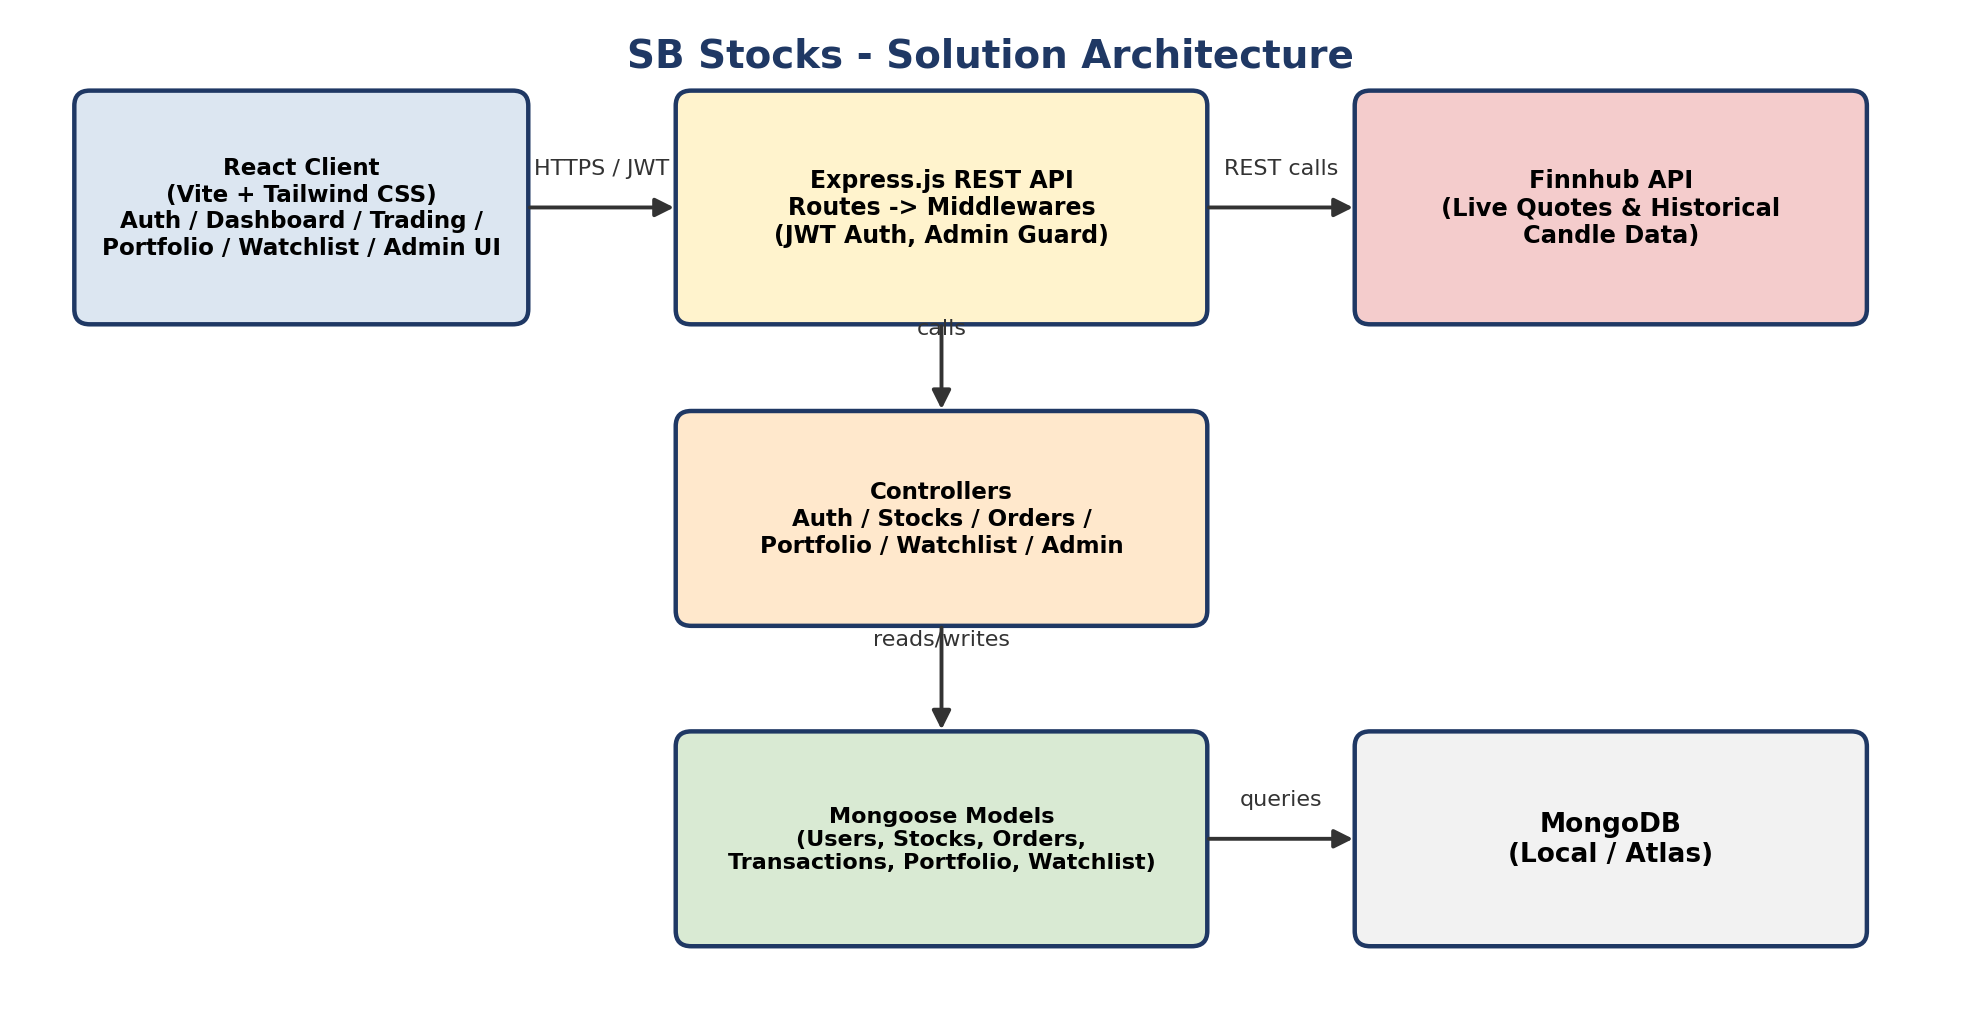 SB Stocks - Solution Architecture
React Client
(Vite + Tailwind CSS)
Auth / Dashboard / Trading /
Portfolio / Watchlist / Admin UI
HTTPS / JWT
Express.js REST API
Routes -> Middlewares
(JWT Auth, Admin Guard)
REST calls
Finnhub API
(Live Quotes & Historical
Candle Data)
calls
Controllers
Auth / Stocks / Orders /
Portfolio / Watchlist / Admin
reads/writes
Mongoose Models
(Users, Stocks, Orders,
Transactions, Portfolio, Watchlist)
queries
MongoDB
(Local / Atlas)